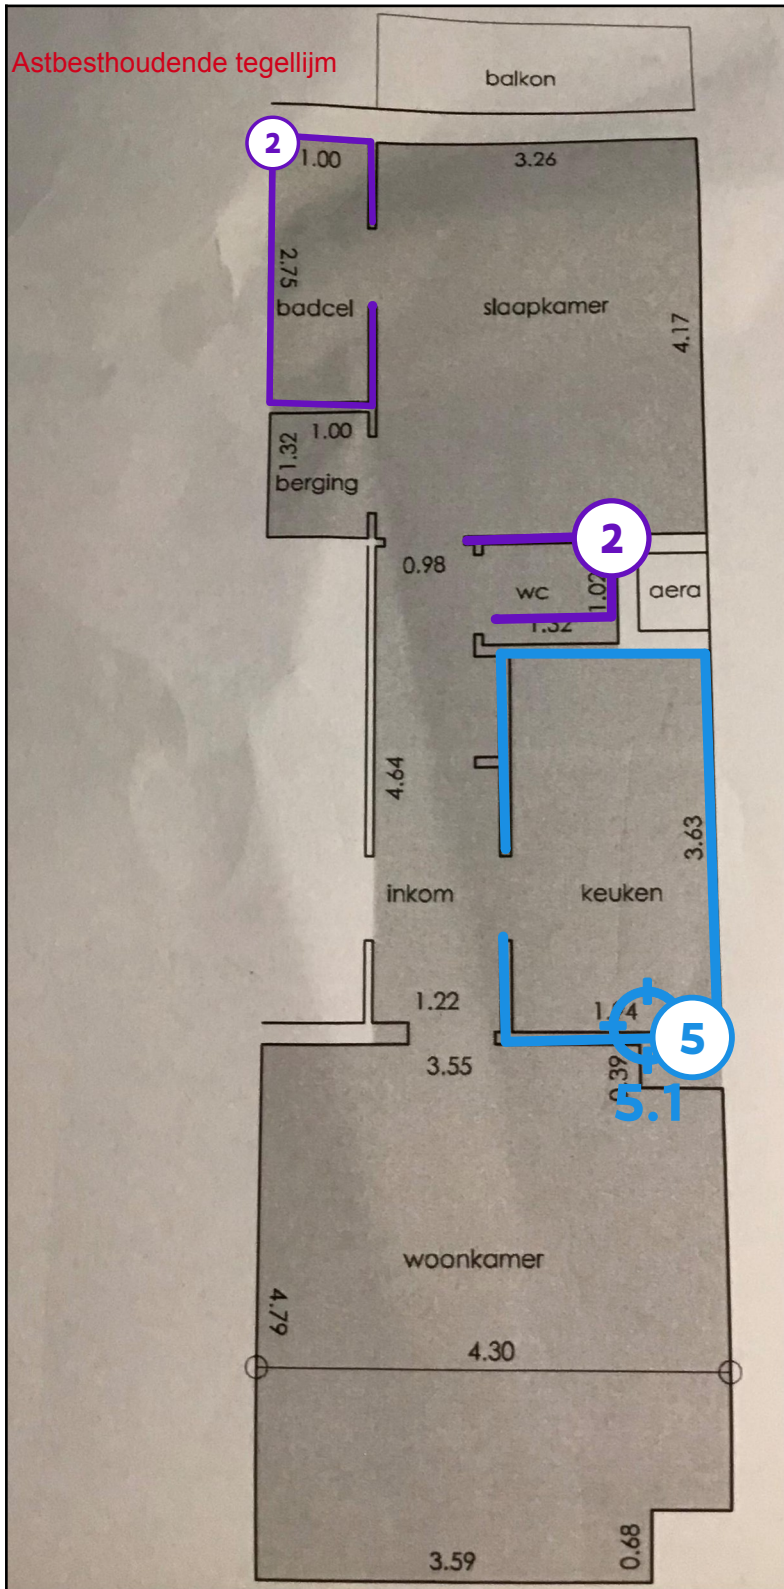 Astbesthoudende tegellijm
balkon
2
1.00
3.26
2.75
badcel
slaapkamer
4.17
1.00
1.32
berging
2
0.98
wc
1.02
aera
1.32
4.64
3.63
inkom
keuken
1.22
5
3.55
0.39
5.1
woonkamer
4.79
4.30
3.59
0.68